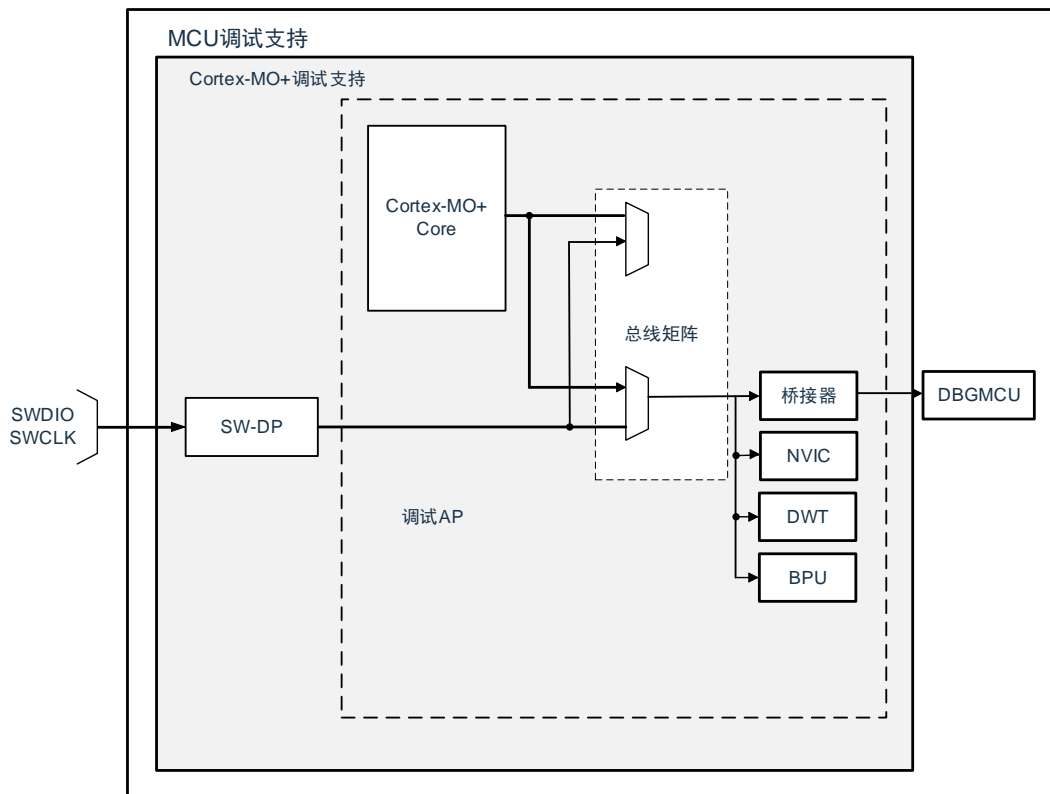 MCU调试支持
Cortex-MO+调试支持
Cortex-MO+
Core
总线矩阵
SWDIO
SWCLK
SW-DP
桥接器
DBGMCU
NVIC
调试AP
DWT
BPU